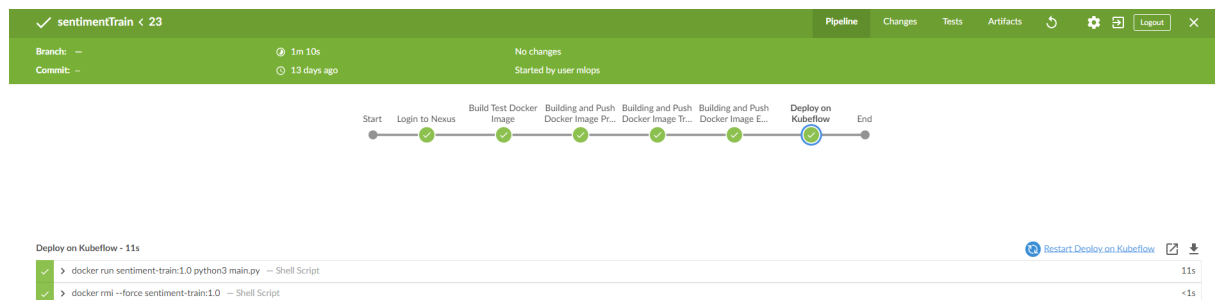 sentimentTrain < 23
Pipeline Changes Tests Artifacts Logout
Branch: — 1m 10s No changes
Commit: – 13 days ago Started by user mlops
Start
Login to Nexus
Build Test Docker
Image
Building and Push
Docker Image Pr...
Building and Push
Docker Image Tr...
Building and Push
Docker Image E...
Deploy on
Kubeflow
End
Deploy on Kubeflow - 11s
Restart Deploy on Kubeflow
docker run sentiment-train:1.0 python3 main.py — Shell Script 11s
docker rmi --force sentiment-train:1.0 — Shell Script <1s